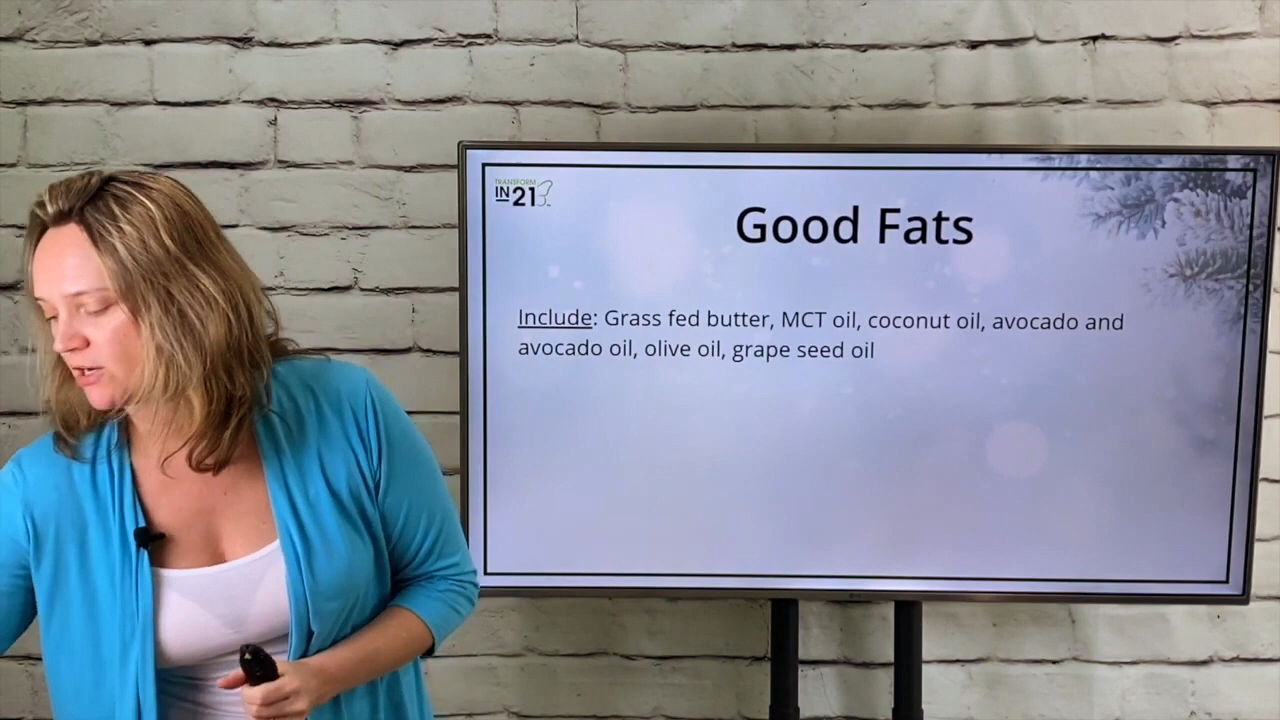 TRANSFORM
IN21
Good Fats
Include: Grass fed butter, MCT oil, coconut oil, avocado and
avocado oil, olive oil, grape seed oil